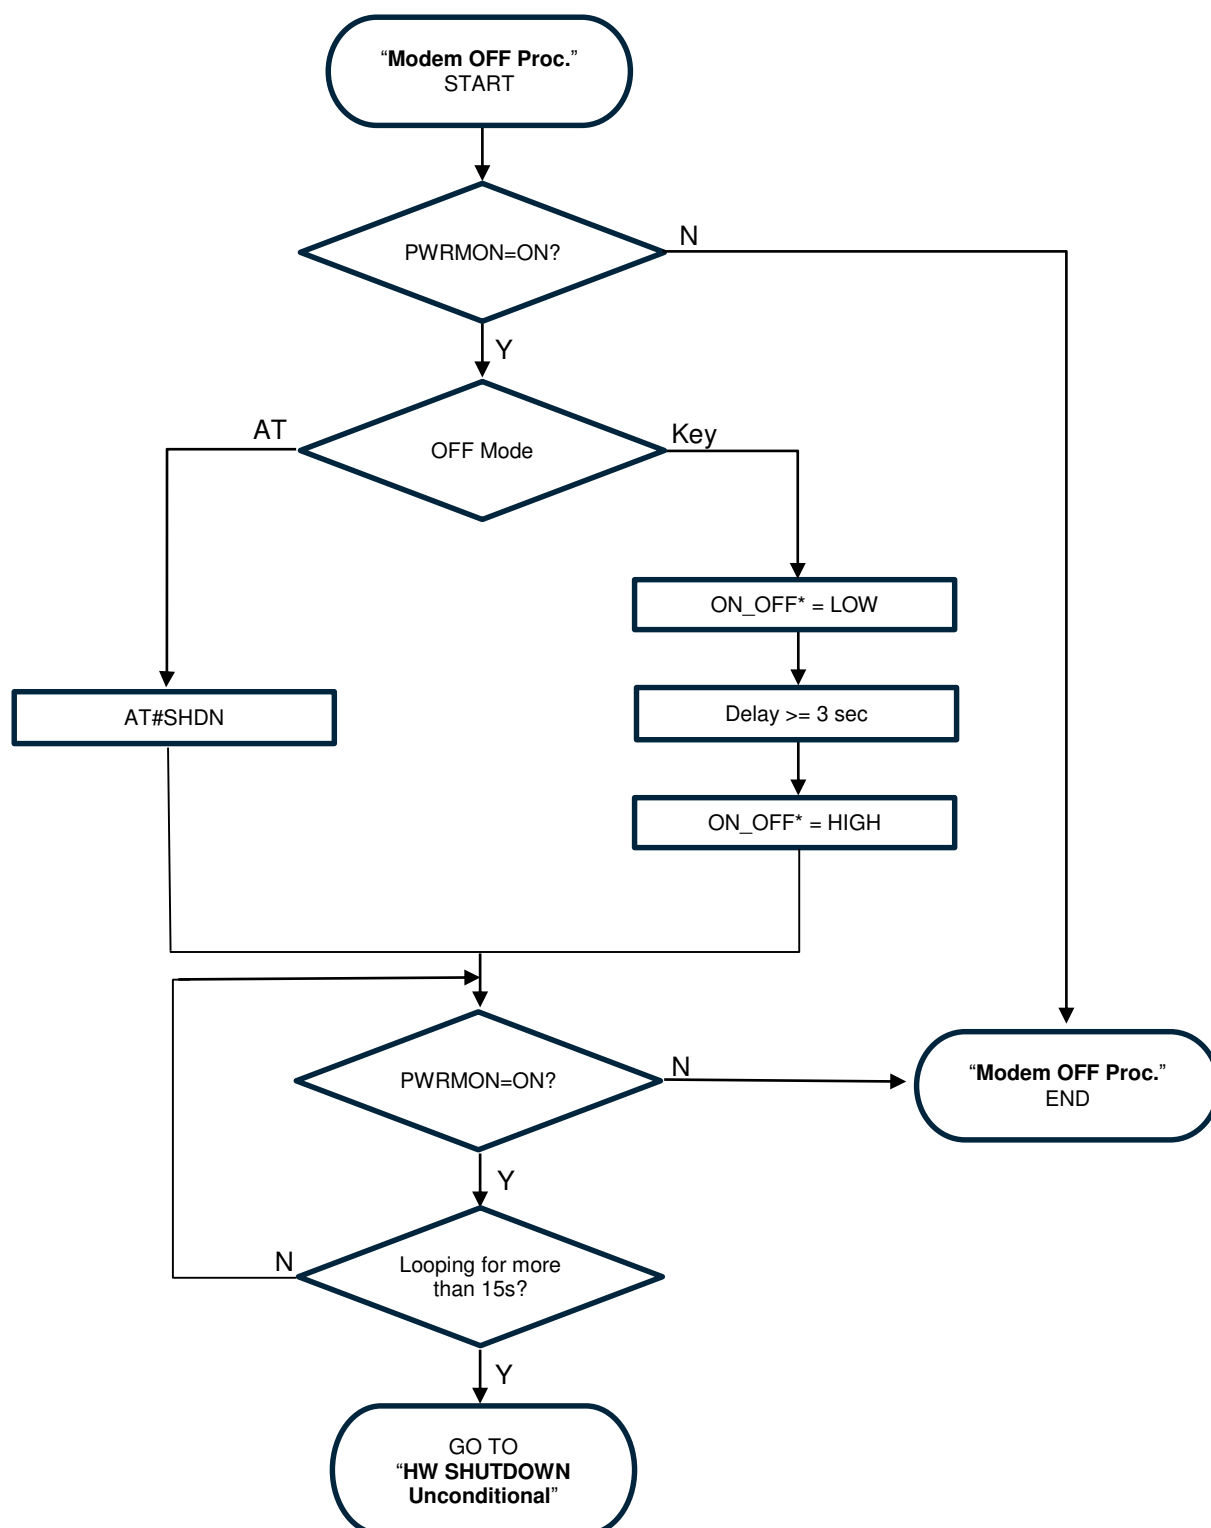 “Modem OFF Proc.”
START
PWRMON=ON?
N
Y
OFF Mode
AT
Key
ON_OFF* = LOW
AT#SHDN
Delay >= 3 sec
ON_OFF* = HIGH
PWRMON=ON?
N
“Modem OFF Proc.”
END
Y
Looping for more
than 15s?
N
Y
GO TO
“HW SHUTDOWN
Unconditional”